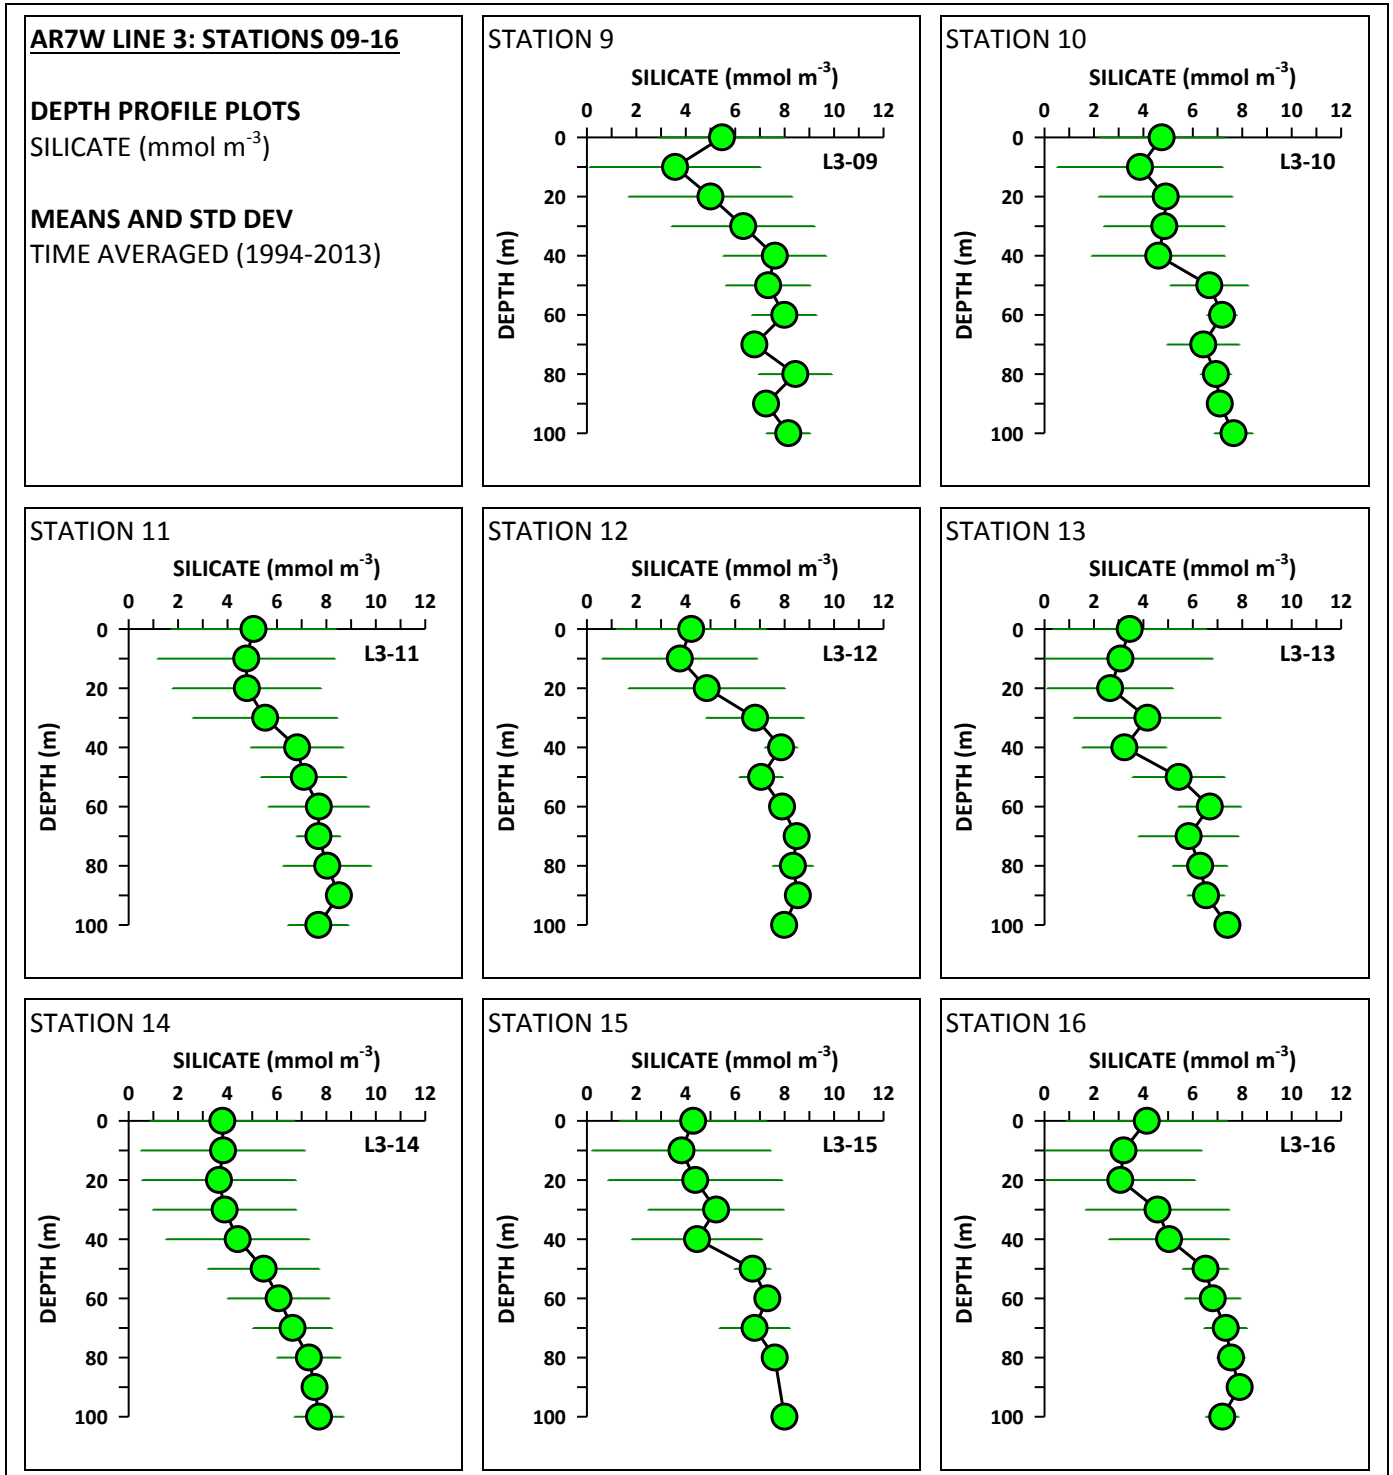 AR7W LINE 3: STATIONS 09-16
DEPTH PROFILE PLOTS
SILICATE (mmol m-3)
MEANS AND STD DEV
TIME AVERAGED (1994-2013)
STATION 9
SILICATE (mmol m-3)
0 2 4 6 8 10 12
L3-09
DEPTH (m)
0
20
40
60
80
100
STATION 10
SILICATE (mmol m-3)
0 2 4 6 8 10 12
L3-10
DEPTH (m)
0
20
40
60
80
100
STATION 11
SILICATE (mmol m-3)
0 2 4 6 8 10 12
L3-11
DEPTH (m)
0
20
40
60
80
100
STATION 12
SILICATE (mmol m-3)
0 2 4 6 8 10 12
L3-12
DEPTH (m)
0
20
40
60
80
100
STATION 13
SILICATE (mmol m-3)
0 2 4 6 8 10 12
L3-13
DEPTH (m)
0
20
40
60
80
100
STATION 14
SILICATE (mmol m-3)
0 2 4 6 8 10 12
L3-14
DEPTH (m)
0
20
40
60
80
100
STATION 15
SILICATE (mmol m-3)
0 2 4 6 8 10 12
L3-15
DEPTH (m)
0
20
40
60
80
100
STATION 16
SILICATE (mmol m-3)
0 2 4 6 8 10 12
L3-16
DEPTH (m)
0
20
40
60
80
100